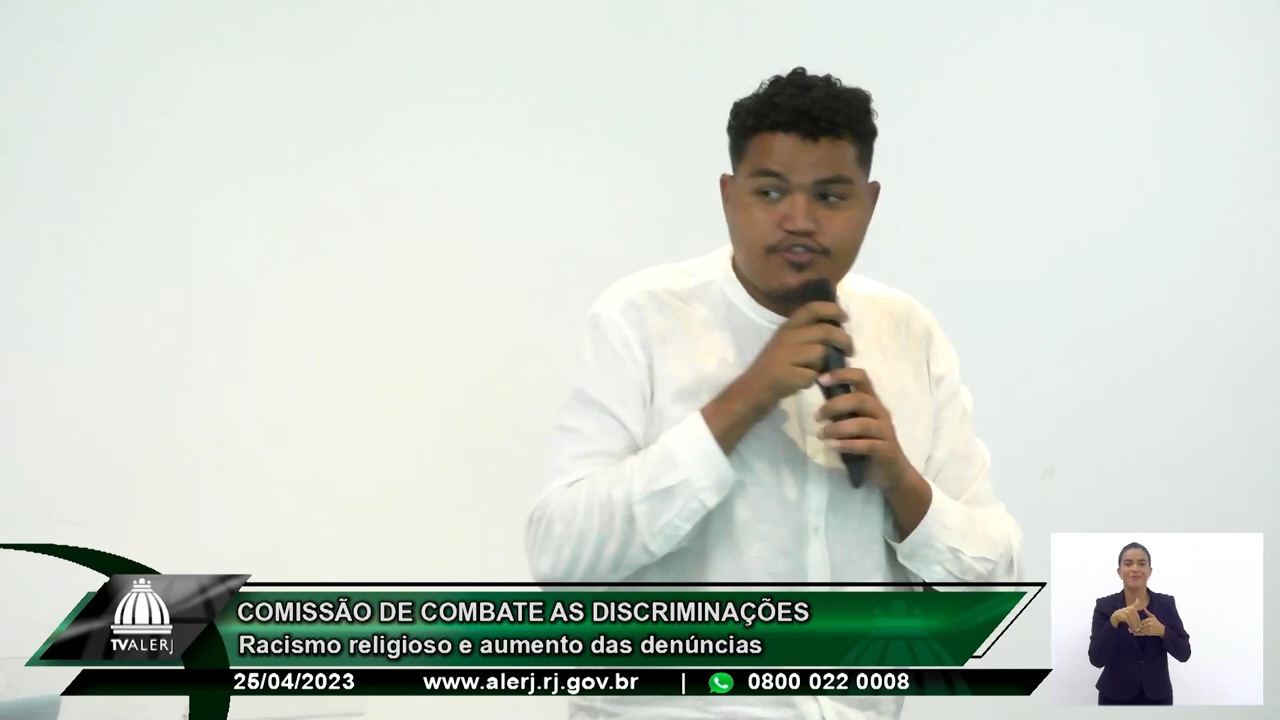 COMISSÃO DE COMBATE AS DISCRIMINAÇÕES
Racismo religioso e aumento das denúncias
TVALERJ
25/04/2023 www.alerj.rj.gov.br | 0800 022 0008